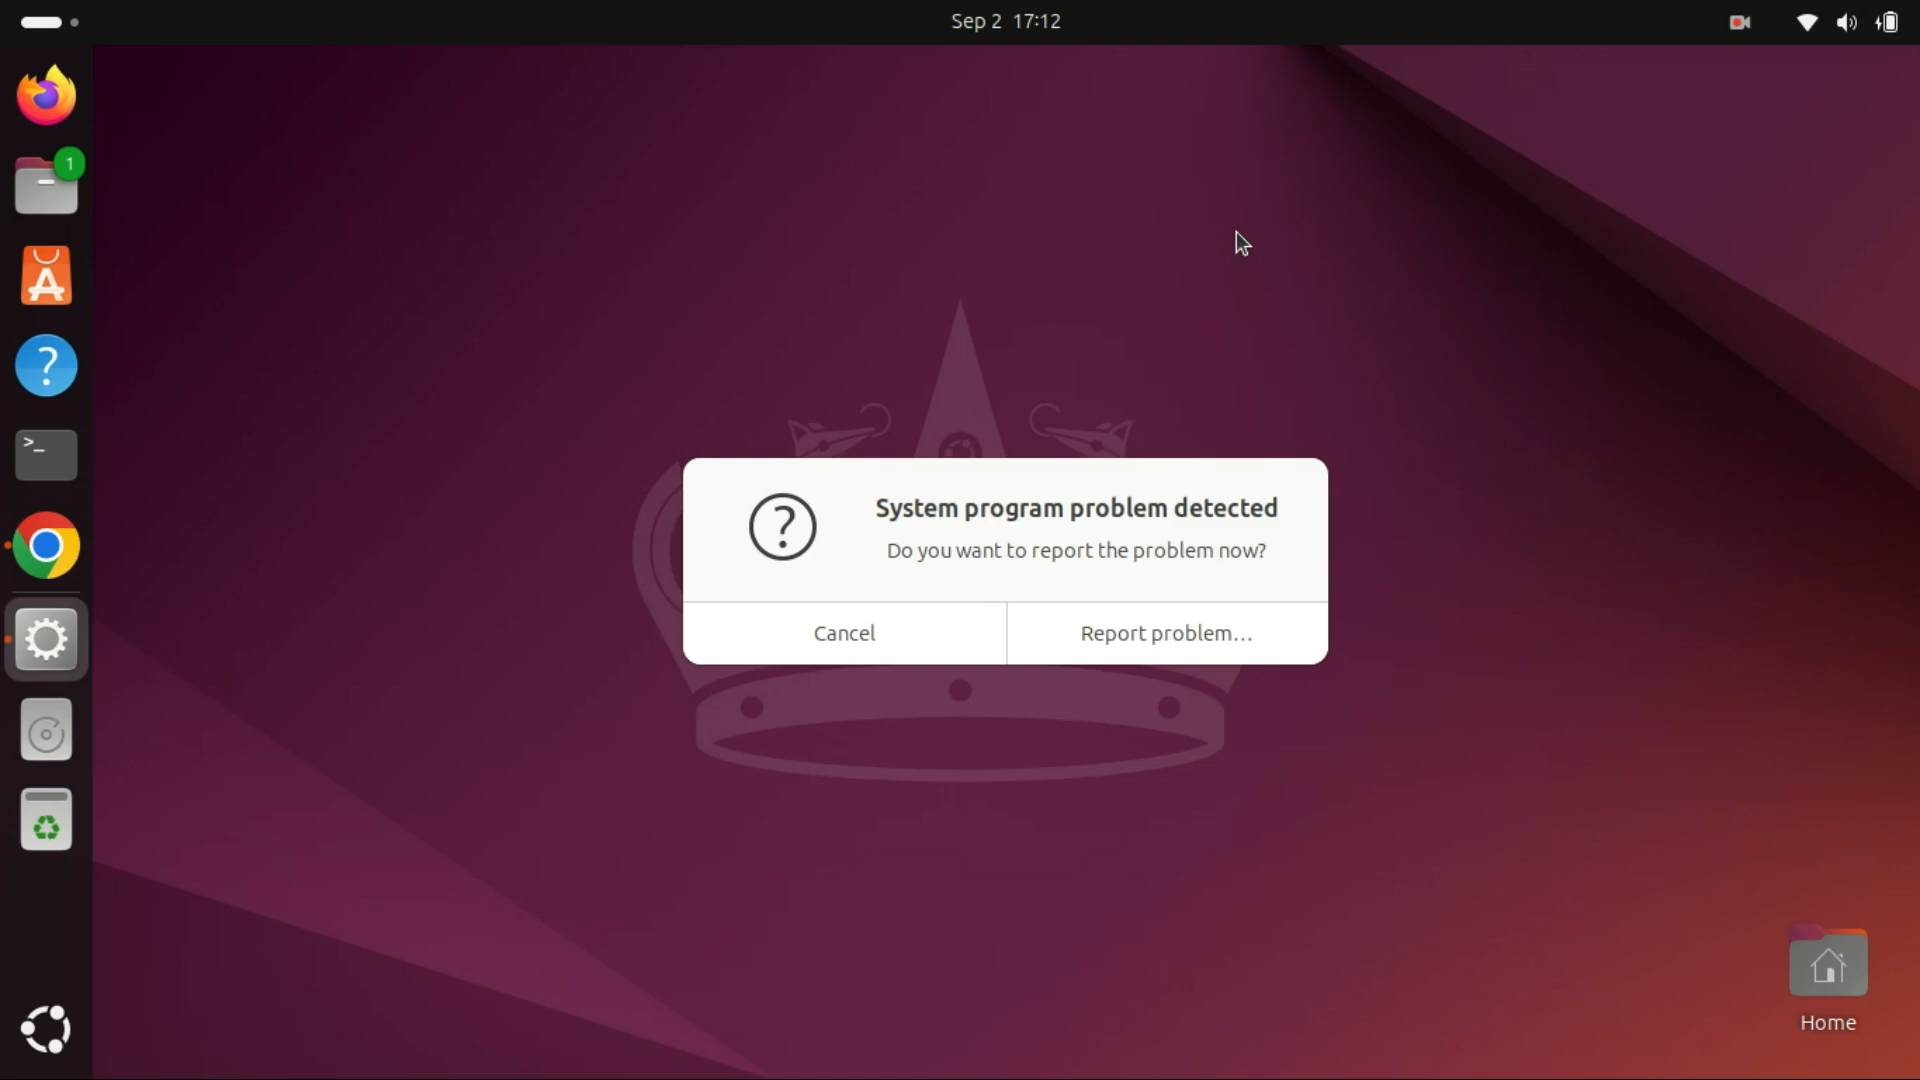 Sep 2 17:12
1
>_
System program problem detected
Do you want to report the problem now?
Cancel
Report problem...
Home